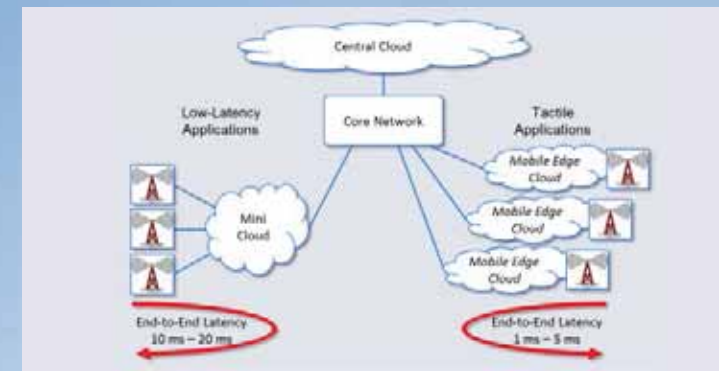 Central Cloud
Low-Latency
Applications
Core Network
Tactile
Applications
Mobile Edge
Cloud
Mini
Cloud
Mobile Edge
Cloud
Mobile Edge
Cloud
End-to-End Latency
10 ms – 20 ms
End-to-End Latency
1 ms – 5 ms